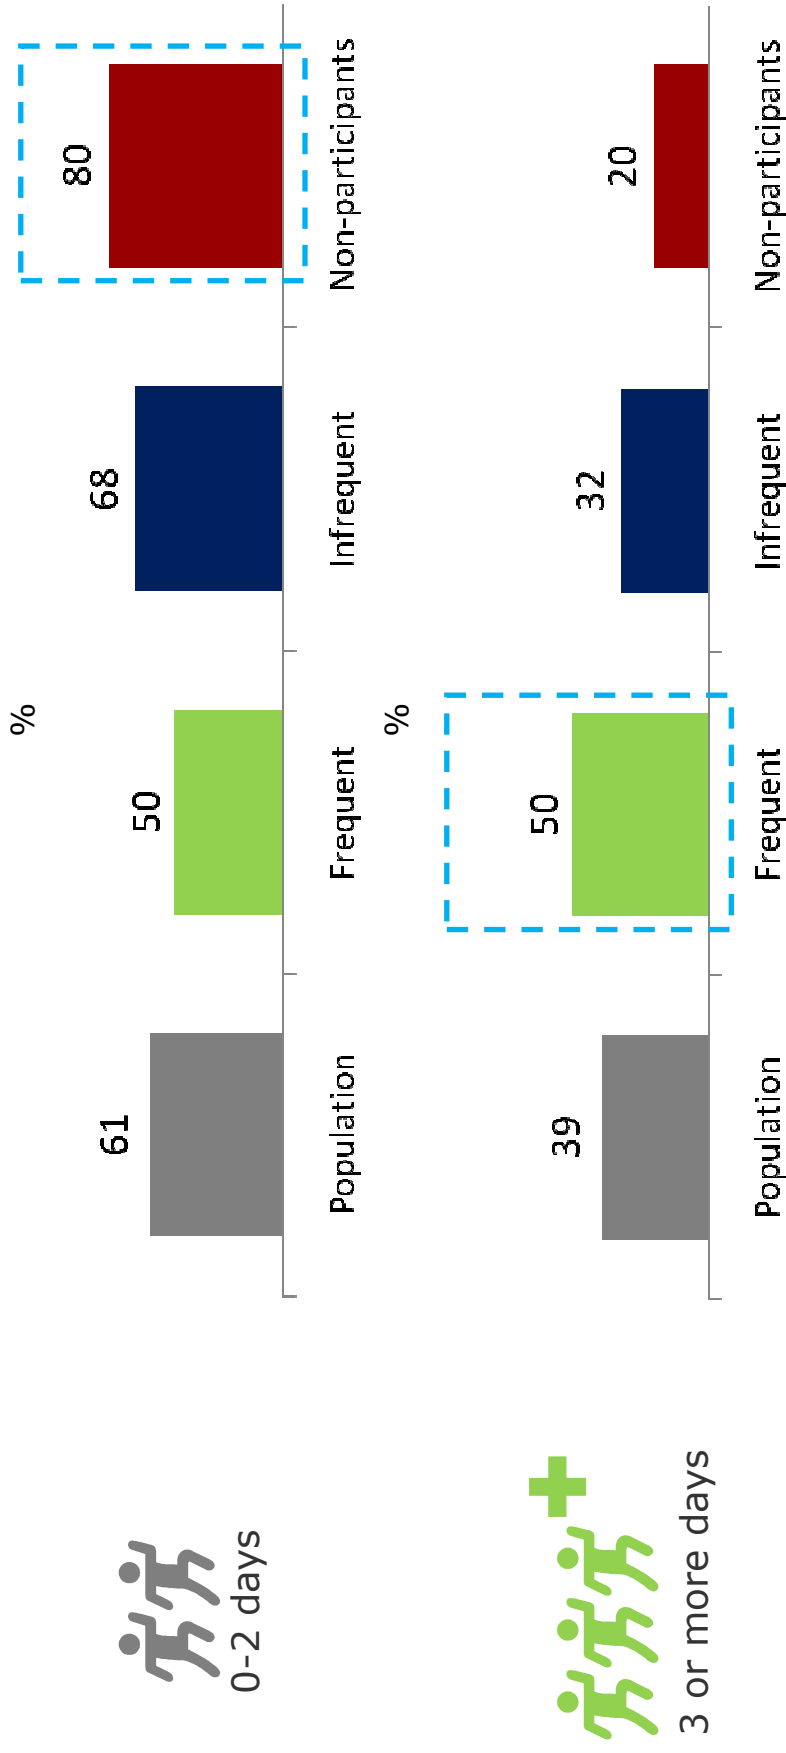 %
61
50
68
80
Population
Frequent
Infrequent
Non-participants
0-2 days
%
39
50
32
20
Population
Frequent
Infrequent
Non-participants
3 or more days